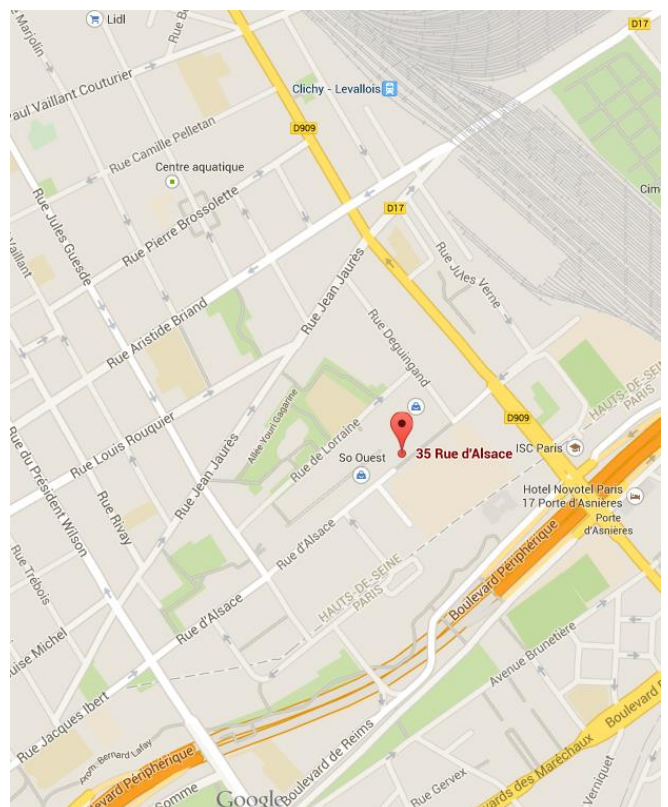 Lidl
D17
Marjolin
Rue B
Paul Vaillant Couturier
Clichy - Levallois
D909
Rue Camille Pelletan
Centre aquatique
Cim
Rue Pierre Brossolette
D17
Rue Jules Guesde
Vaillant
Rue Jean Jaurès
Rue Jules Verne
Rue Aristide Briand
Rue Deguingand
HAUTS-DE-SEINE
PARIS
D909
Allée Youri Gagarine
Rue de Lorraine
35 Rue d'Alsace
ISC Paris
Rue Louis Rouquier
So Ouest
Rue Jean Jaurès
Hotel Novotel Paris
17 Porte d'Asnières
Porte
d'Asnières
Rue du Président Wilson
Rue Rivay
Rue d'Alsace
Boulevard Périphérique
HAUTS-DE-SEINE
PARIS
Rue Trébois
Rue d'Alsace
ouise Michel
Avenue Brunetière
Rue Jacques Ibert
Prom. Bernard-Lafay
Boulevard de Reims
Boulevard
levard Périphérique
Somme
Google
Rue Gervex
vards des Maréchaux
Verniquet